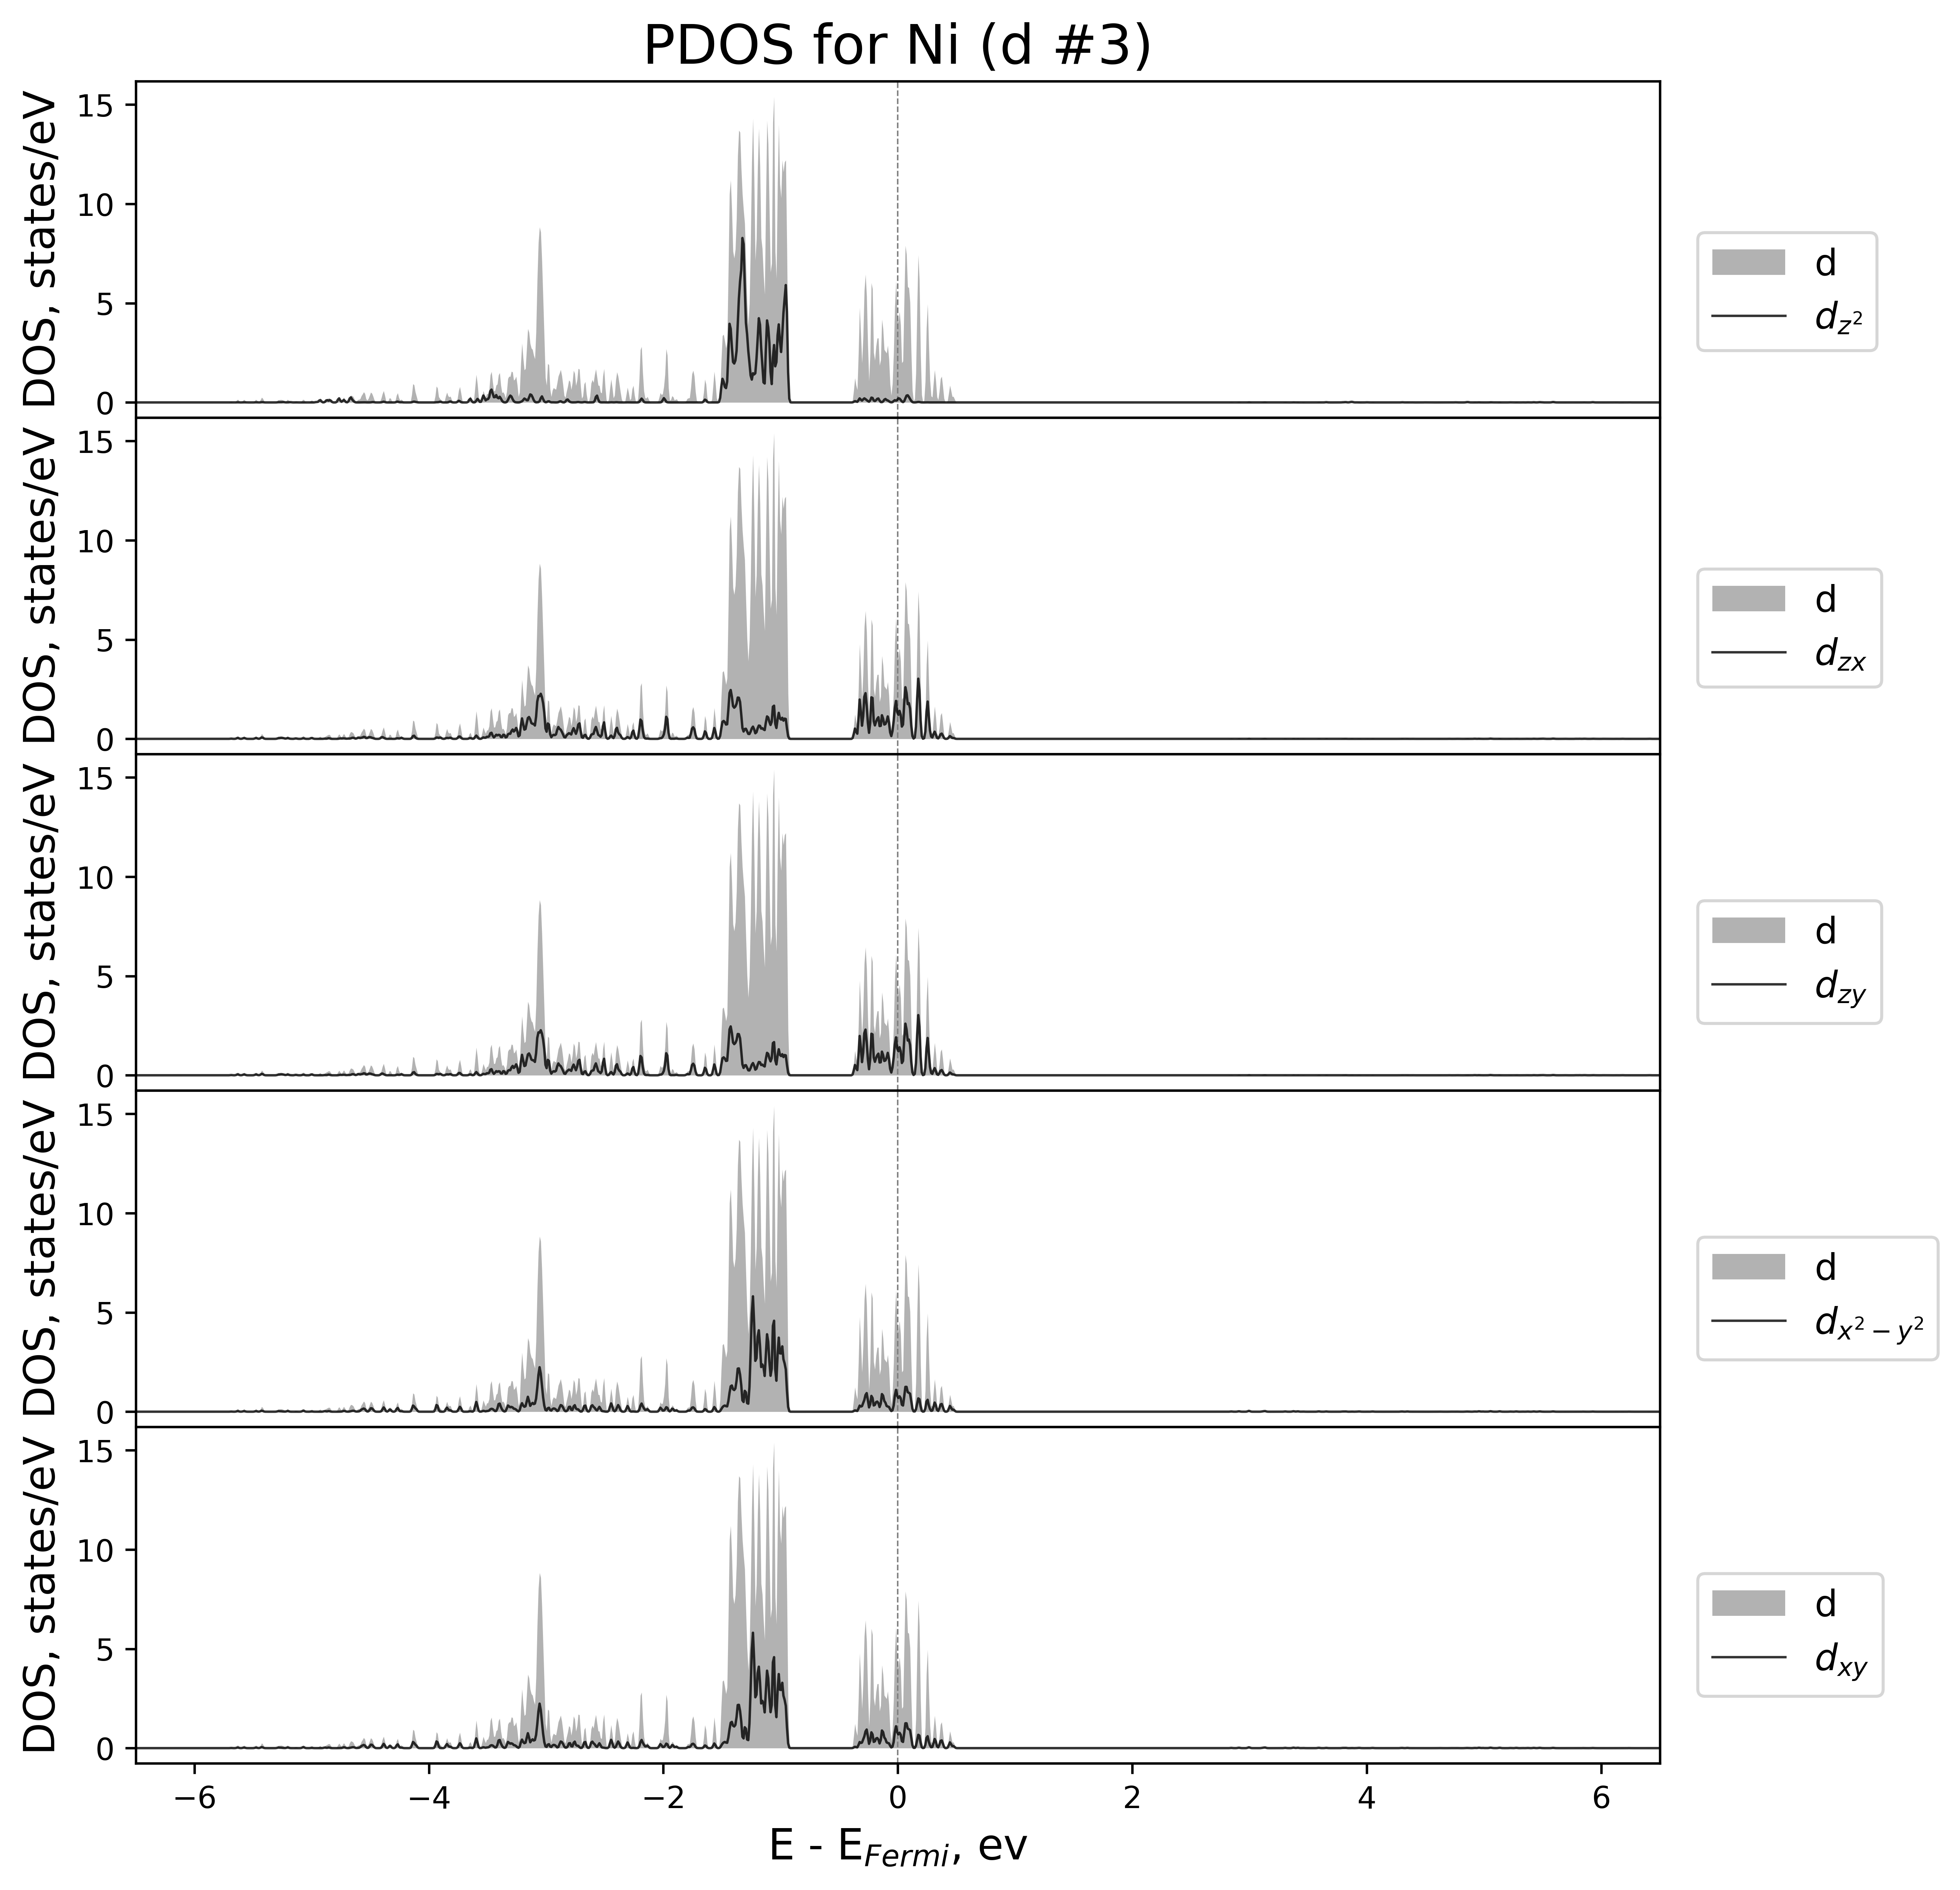 PDOS for Ni (d #3)
DOS, states/eV
15
10
5
0
d
d_{z^2}
DOS, states/eV
15
10
5
0
d
d_{zx}
DOS, states/eV
15
10
5
0
d
d_{zy}
DOS, states/eV
15
10
5
0
d
d_{x^2-y^2}
DOS, states/eV
15
10
5
0
d
d_{xy}
−6 −4 −2 0 2 4 6
E - E_{Fermi}, ev